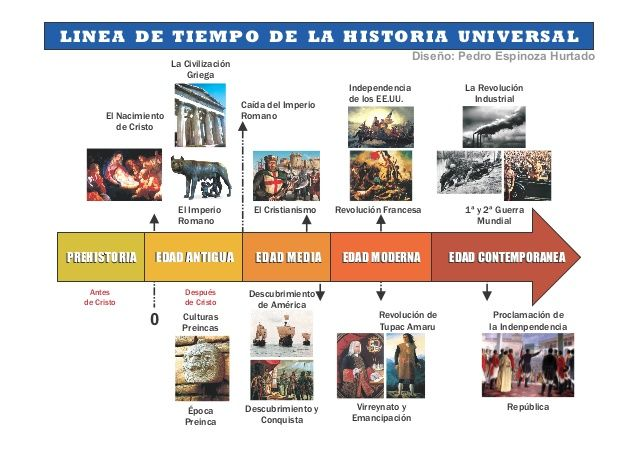 LINEA DE TIEMPO DE LA HISTORIA UNIVERSAL
Diseño: Pedro Espinoza Hurtado
La Civilización
Griega
El Nacimiento
de Cristo
Caída del Imperio
Romano
Independencia
de los EE.UU.
La Revolución
Industrial
El Imperio
Romano
El Cristianismo
Revolución Francesa
1ª y 2ª Guerra
Mundial
PREHISTORIA
EDAD ANTIGUA
EDAD MEDIA
EDAD MODERNA
EDAD CONTEMPORANEA
Antes
de Cristo
0
Después
de Cristo
Culturas
Preincas
Descubrimiento
de América
Revolución de
Tupac Amaru
Proclamación de
la Indenpendencia
Época
Preinca
Descubrimiento y
Conquista
Virreynato y
Emancipación
República